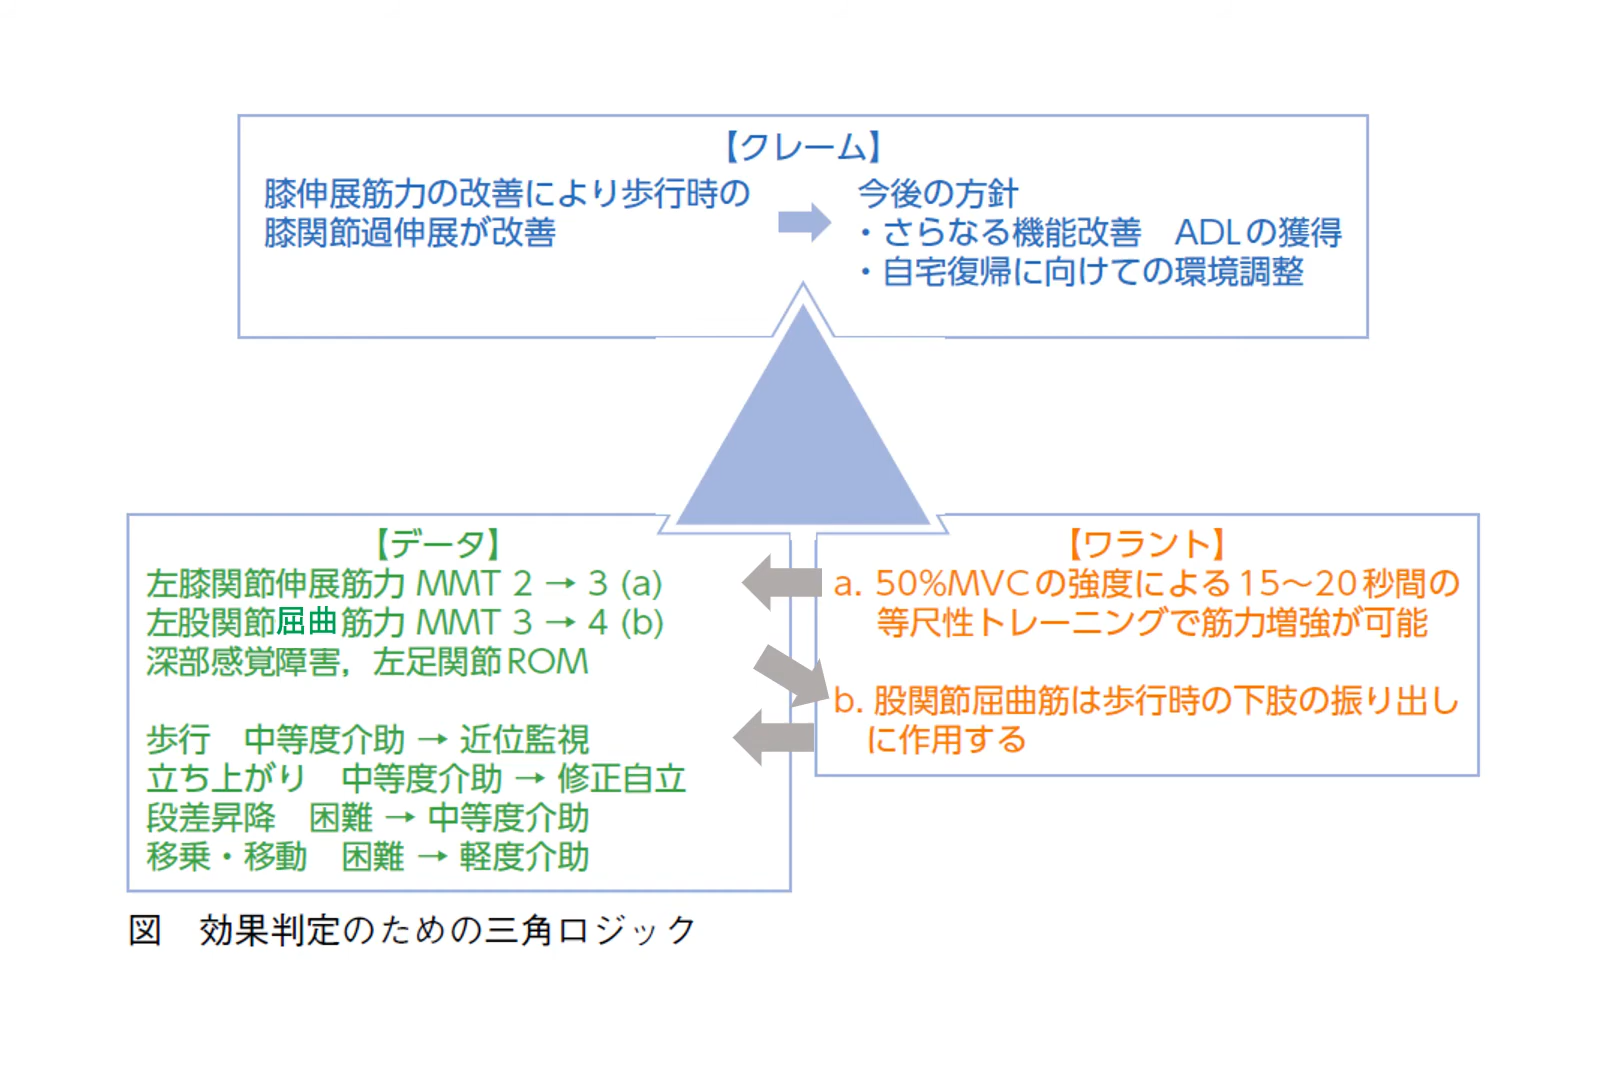 【クレーム】
膝伸展筋力の改善により歩行時の
膝関節過伸展が改善
今後の方針
・さらなる機能改善　ADLの獲得
・自宅復帰に向けての環境調整
【データ】
左膝関節伸展筋力 MMT 2 → 3 (a)
左股関節屈曲筋力 MMT 3 → 4 (b)
深部感覚障害，左足関節ROM
歩行　中等度介助 → 近位監視
立ち上がり　中等度介助 → 修正自立
段差昇降　困難 → 中等度介助
移乗・移動　困難 → 軽度介助
【ワラント】
a. 50%MVCの強度による15～20秒間の
等尺性トレーニングで筋力増強が可能
b. 股関節屈曲筋は歩行時の下肢の振り出し
に作用する
図　効果判定のための三角ロジック